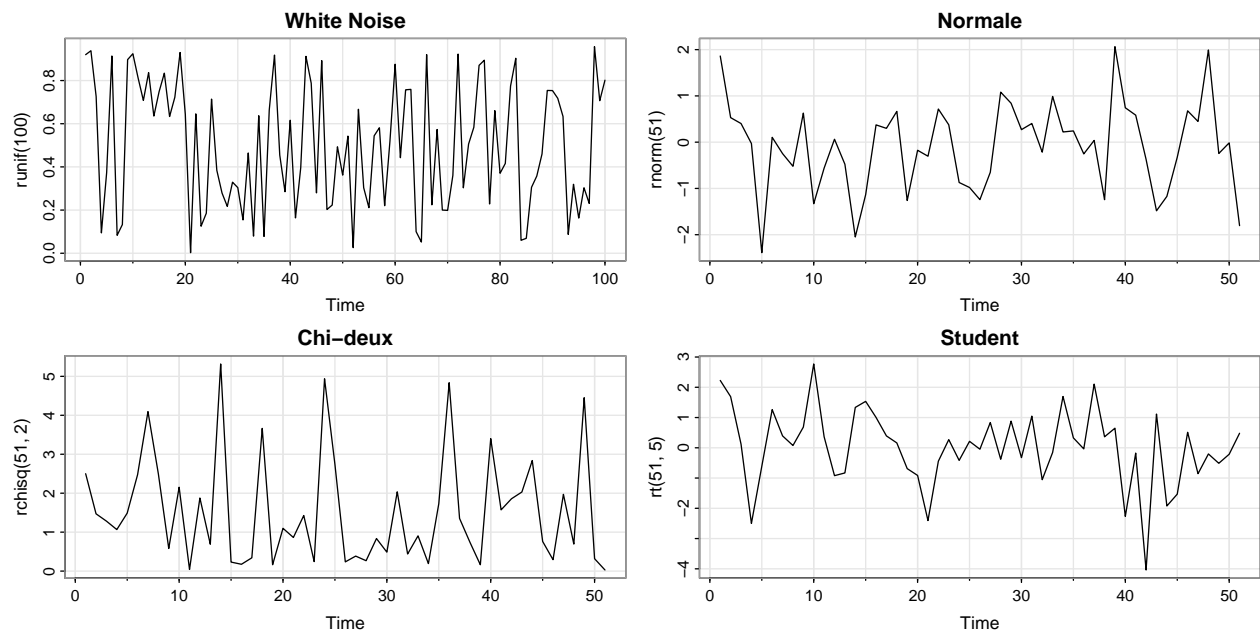 White Noise
runif(100)
0.8
0.6
0.4
0.2
0.0
0 20 40 60 80 100
Time
Normale
rnorm(51)
2
1
0
−1
−2
0 10 20 30 40 50
Time
Chi−deux
rchisq(51, 2)
5
4
3
2
1
0
0 10 20 30 40 50
Time
Student
rt(51, 5)
3
2
1
0
−2
−4
0 10 20 30 40 50
Time